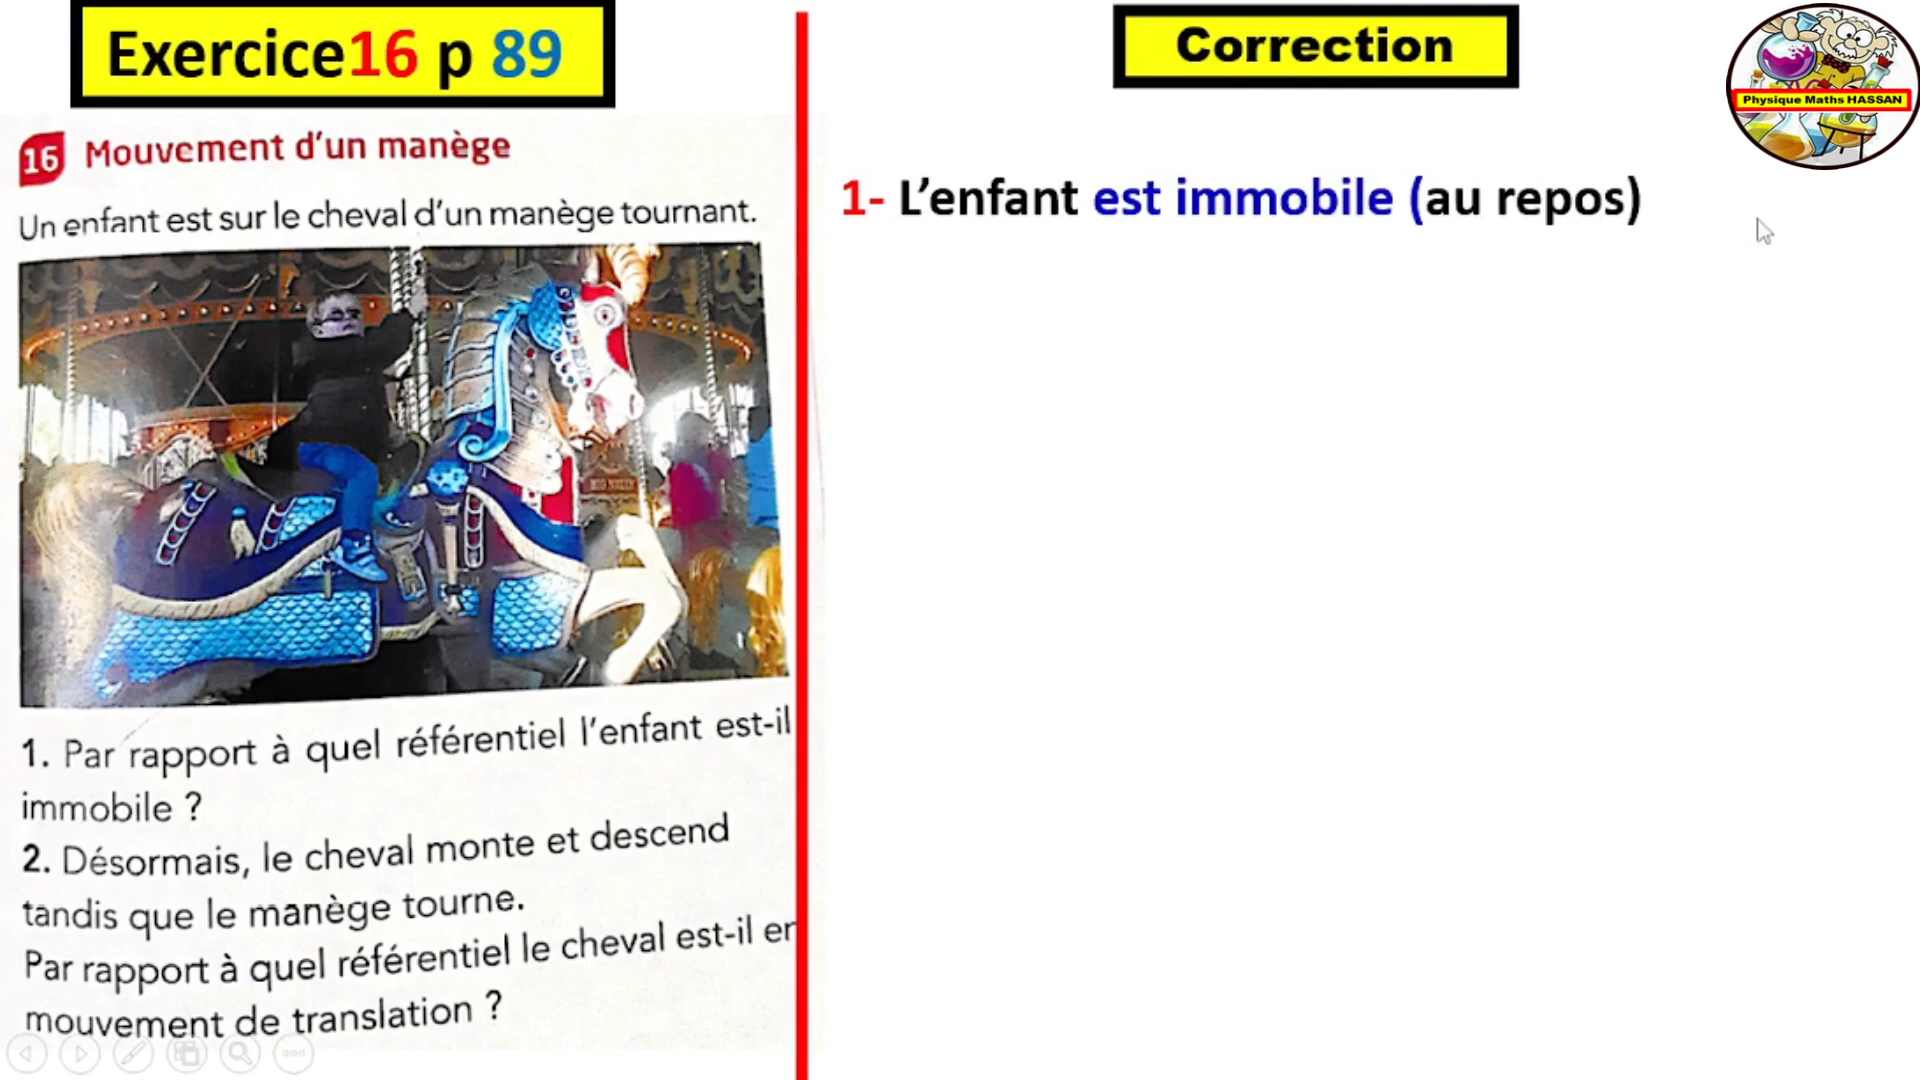 Exercice16 p 89
16 Mouvement d'un manège
Un enfant est sur le cheval d'un manège tournant.
1. Par rapport à quel référentiel l'enfant est-il
immobile ?
2. Désormais, le cheval monte et descend
tandis que le manège tourne.
Par rapport à quel référentiel le cheval est-il en
mouvement de translation ?
Correction
Physique Maths HASSAN
1- L'enfant est immobile (au repos)